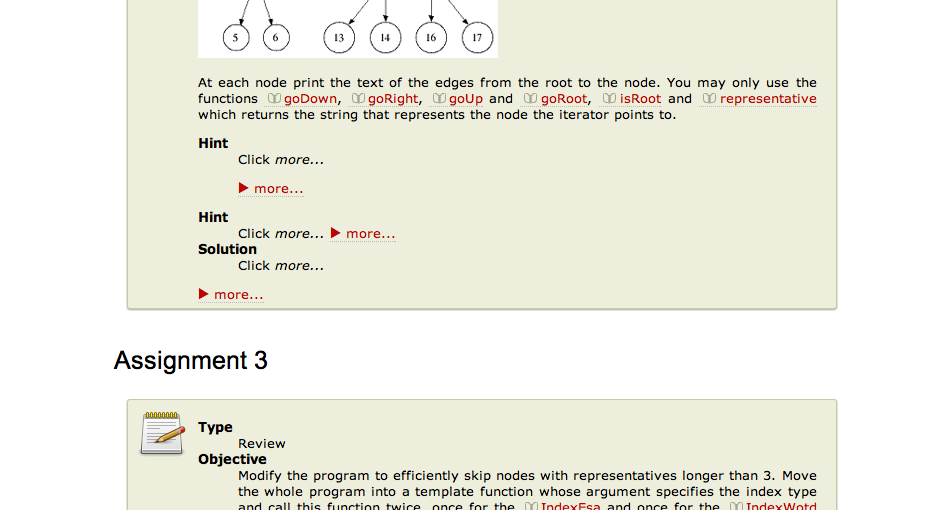 5 6 13 14 16 17
At each node print the text of the edges from the root to the node. You may only use the
functions goDown, goRight, goUp and goRoot, isRoot and representative
which returns the string that represents the node the iterator points to.
Hint
Click more...
more...
Hint
Click more... more...
Solution
Click more...
more...
Assignment 3
Type
Review
Objective
Modify the program to efficiently skip nodes with representatives longer than 3. Move
the whole program into a template function whose argument specifies the index type
and call this function twice, once for the IndexEsa and once for the IndexWotd